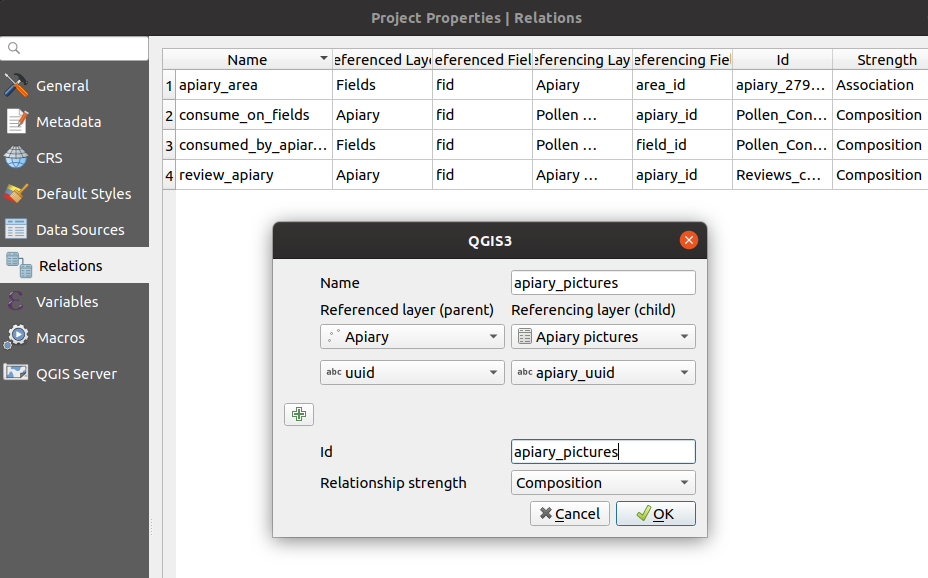 Project Properties | Relations
General
Metadata
CRS
Default Styles
Data Sources
Relations
Variables
Macros
QGIS Server
Name eferenced Laye eferenced Fiel eferencing Lay eferencing Fiel Id Strength
1 apiary_area Fields fid Apiary area_id apiary_279... Association
2 consume_on_fields Apiary fid Pollen ... apiary_id Pollen_Con... Composition
3 consumed_by_apiar... Fields fid Pollen ... field_id Pollen_Con... Composition
4 review_apiary Apiary fid Apiary ... apiary_id Reviews_c... Composition
QGIS3
Name apiary_pictures
Referenced layer (parent) Referencing layer (child)
Apiary Apiary pictures
abc uuid abc apiary_uuid
Id apiary_pictures
Relationship strength Composition
Cancel OK